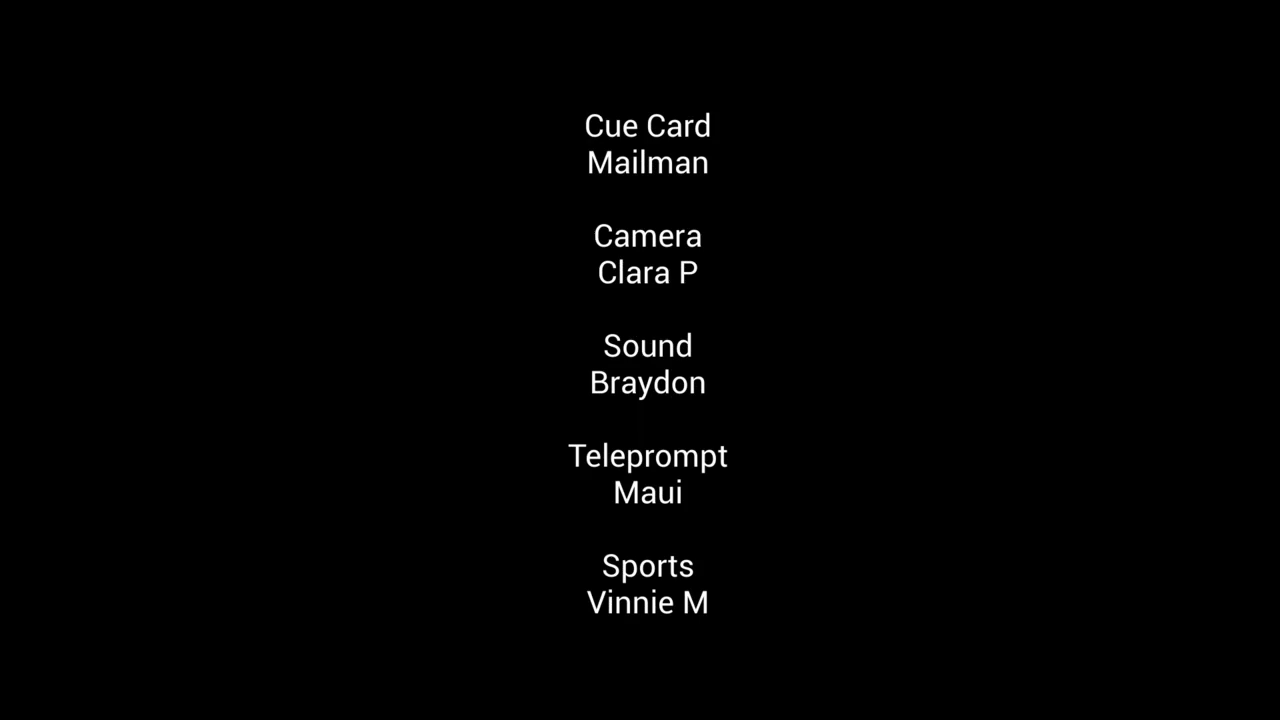 Cue Card
Mailman
Camera
Clara P
Sound
Braydon
Teleprompt
Maui
Sports
Vinnie M